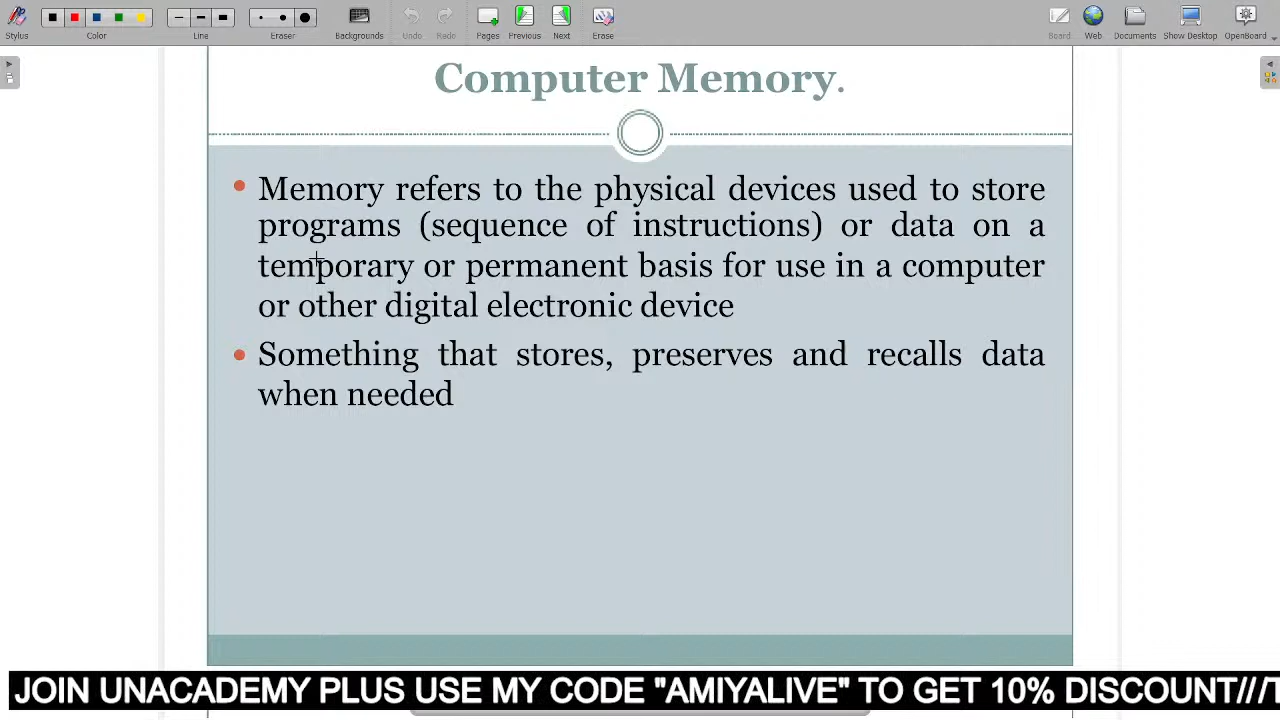 Stylus
Color
Line
Eraser
Backgrounds
Undo
Redo
Pages
Previous
Next
Erase
Board
Web
Documents
Show Desktop
OpenBoard
Computer Memory.
Memory refers to the physical devices used to store
programs (sequence of instructions) or data on a
temporary or permanent basis for use in a computer
or other digital electronic device
Something that stores, preserves and recalls data
when needed
JOIN UNACADEMY PLUS USE MY CODE "AMIYALIVE" TO GET 10% DISCOUNT///T